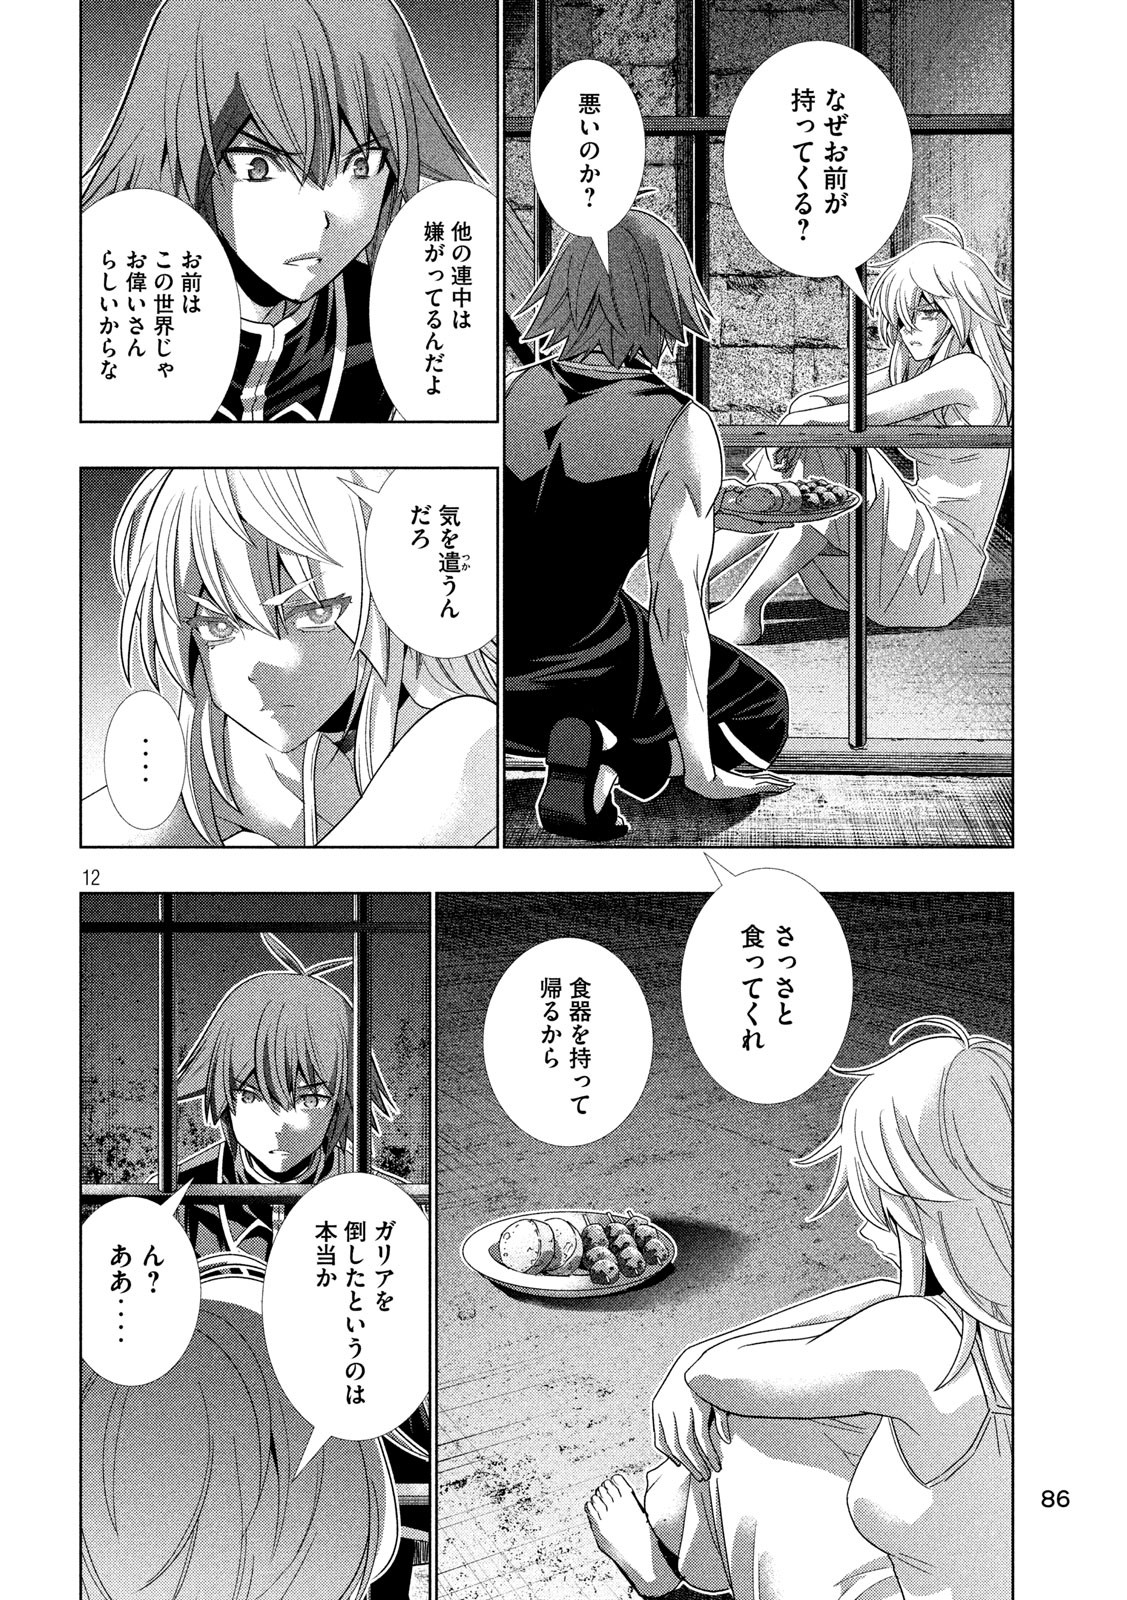 なぜお前が
持ってくる?
悪いのか?
他の連中は
嫌がってるんだよ
お前は
この世界じゃ
お偉いさん
らしいからな
気を遣うん
つか
だろ
・・・
12
さっさと
食ってくれ
食器を持って
帰るから
ガリアを
倒したというのは
本当か
ん?
ああ・・・・
86